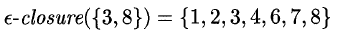 ϵ-closure({3,8}) = {1,2,3,4,6,7,8}